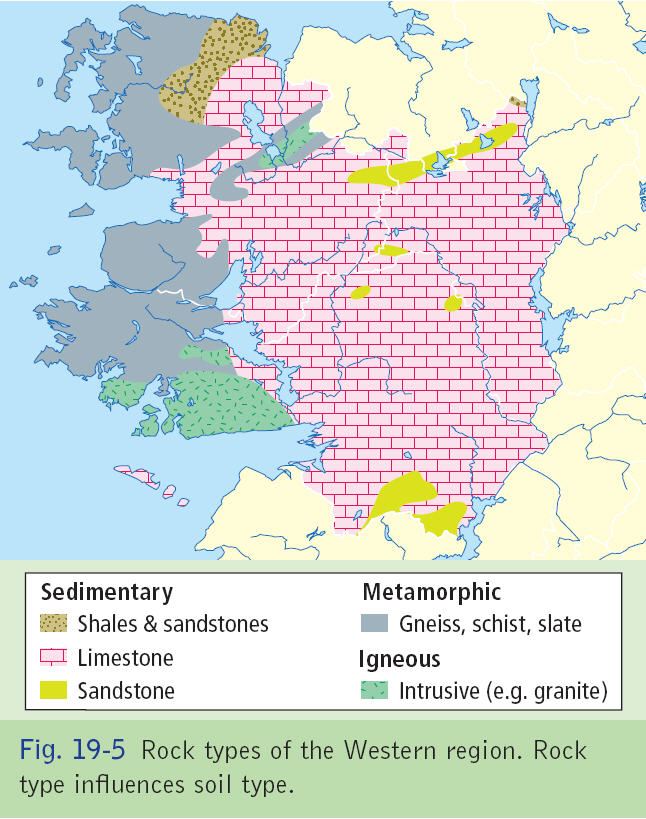 Sedimentary
Shales & sandstones
Limestone
Sandstone
Metamorphic
Gneiss, schist, slate
Igneous
Intrusive (e.g. granite)
Fig. 19-5 Rock types of the Western region. Rock
type influences soil type.